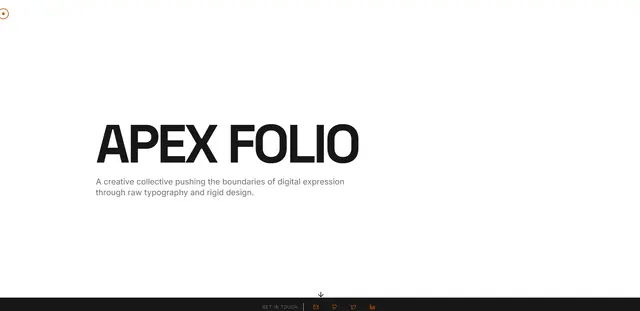 APEX FOLIO
A creative collective pushing the boundaries of digital expression
through raw typography and rigid design.
GET IN TOUCH